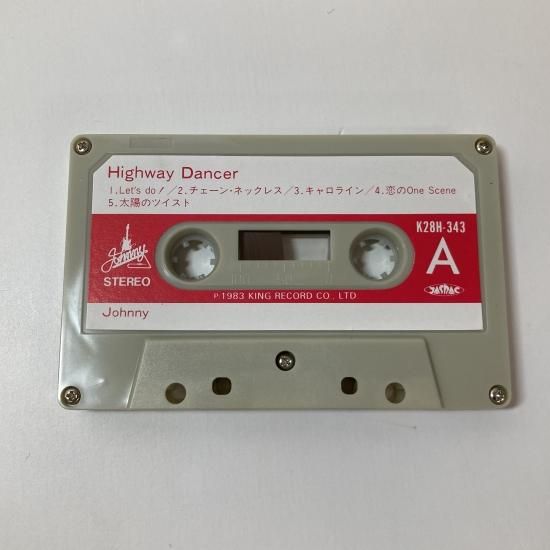 Highway Dancer
1.Let's do!/2.チェーン・ネックレス/3.キャロライン/4.恋のOne Scene
5.太陽のツイスト
K28H-343
Johnny
A
STEREO
JASRAC
P.1983 KING RECORD CO., LTD
Johnny